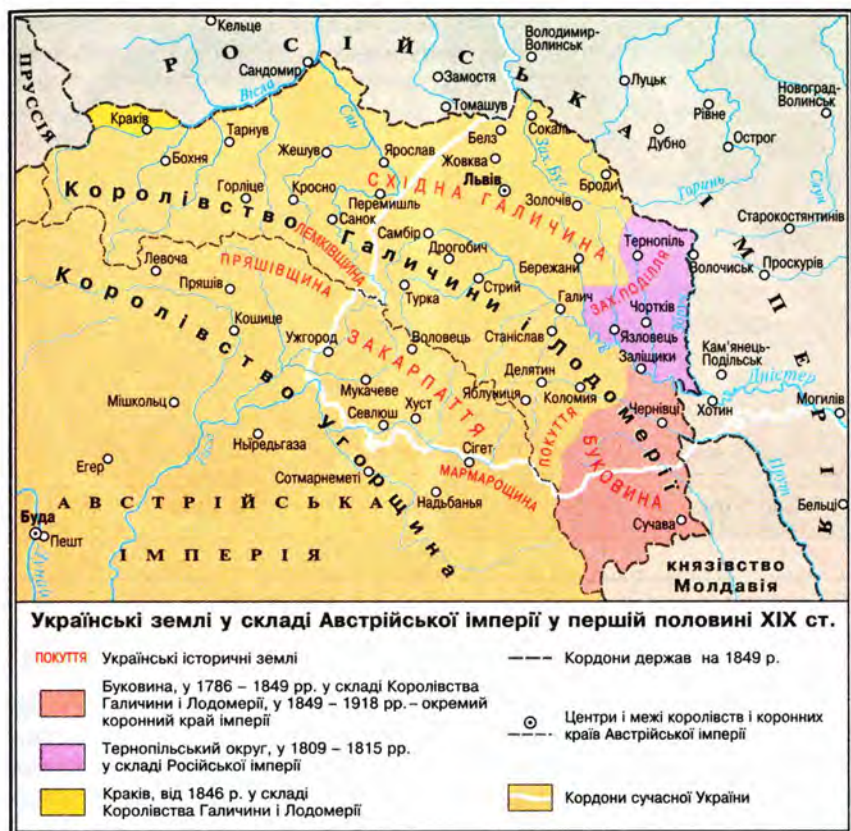 Кельце
РОСІЙСЬКА ІМПЕРІЯ
Володимир-
Волинськ
ПРУССІЯ
Сандомир
Замостя
Луцьк
Новоград-
Волинськ
Вісла
Томашув
Рівне
Краків
Сян
Сокаль
Тарнув
Белз
Дубно
Острог
Бохня
Жешув
Ярослав
Жовква
Зах. Буг
Броди
Горинь
Случ
Львів
Горліце
Кросно
Перемишль
СХІДНА ГАЛИЧИНА
Золочів
Королівство Галичини і Лодомерії
Санок
Старокостянтинів
ЛЕМКІВЩИНА
Самбір
Дрогобич
Тернопіль
Левоча
ПРЯШІВЩИНА
Бережани
Волочиськ
Проскурів
Пряшів
Стрий
ЗАХ. ПОДІЛЛЯ
Королівство Угорщина
Турка
Галич
Чортків
Кошице
Станіслав
Язловець
Ужгород
ЗАКАРПАТТЯ
Воловець
Заліщики
Кам'янець-
Подільськ
Делятин
Дністер
Мукачеве
Яблуниця
Коломия
Мішкольц
Хуст
Чернівці
Хотин
Могилів
Севлюш
Ныредьгаза
ПОКУТТЯ
БУКОВИНА
Егер
Сігет
Тиса
Сотмарнеметі
МАРМАРОЩИНА
Прут
АВСТРІЙСЬКА
Надьбанья
Бельці
Буда
Сучава
Пешт
ІМПЕРІЯ
Дунай
князівство
Молдавія
Українські землі у складі Австрійської імперії у першій половині XIX ст.
ПОКУТТЯ Українські історичні землі
Буковина, у 1786 – 1849 рр. у складі Королівства
Галичини і Лодомерії, у 1849 – 1918 рр. – окремий
коронний край імперії
Тернопільський округ, у 1809 – 1815 рр.
у складі Російської імперії
Краків, від 1846 р. у складі
Королівства Галичини і Лодомерії
Кордони держав на 1849 р.
Центри і межі королівств і коронних
країв Австрійської імперії
Кордони сучасної України